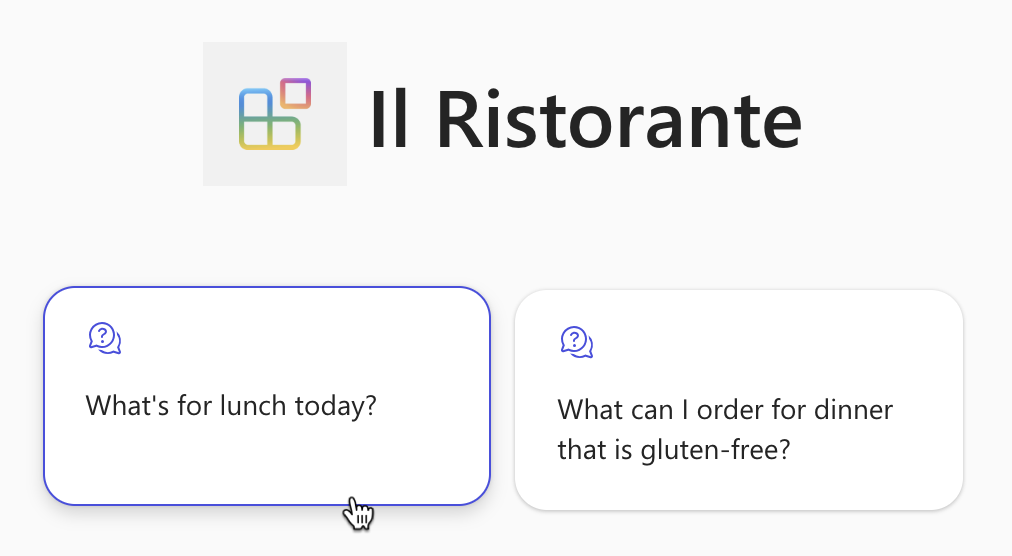 Il Ristorante
What's for lunch today?
What can I order for dinner
that is gluten-free?